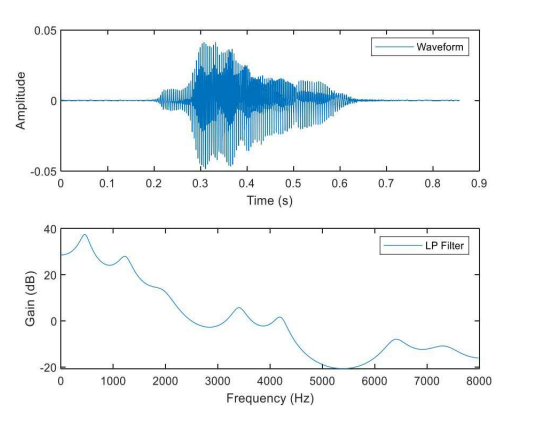 0.05
Waveform
Amplitude
0
-0.05
0 0.1 0.2 0.3 0.4 0.5 0.6 0.7 0.8 0.9
Time (s)
40
LP Filter
20
Gain (dB)
0
-20
0 1000 2000 3000 4000 5000 6000 7000 8000
Frequency (Hz)